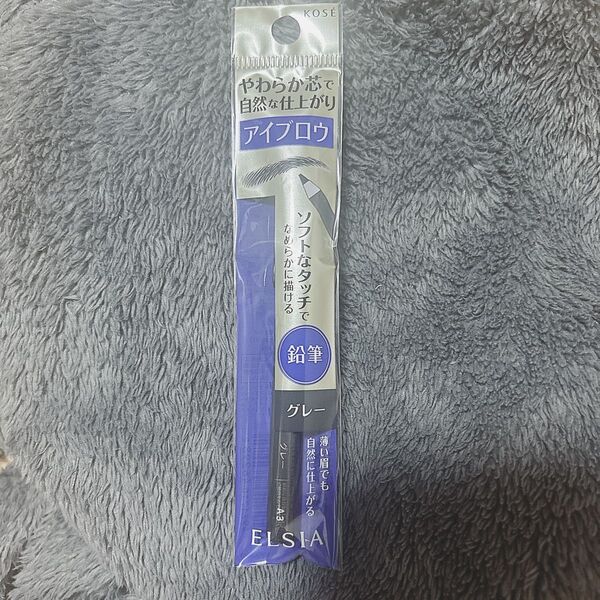 KOSÉ
やわらか芯で
自然な仕上がり
アイブロウ
ソフトなタッチで
なめらかに描ける
鉛筆
グレー
薄い眉でも
自然に仕上がる
グレー
A3
ELSIA